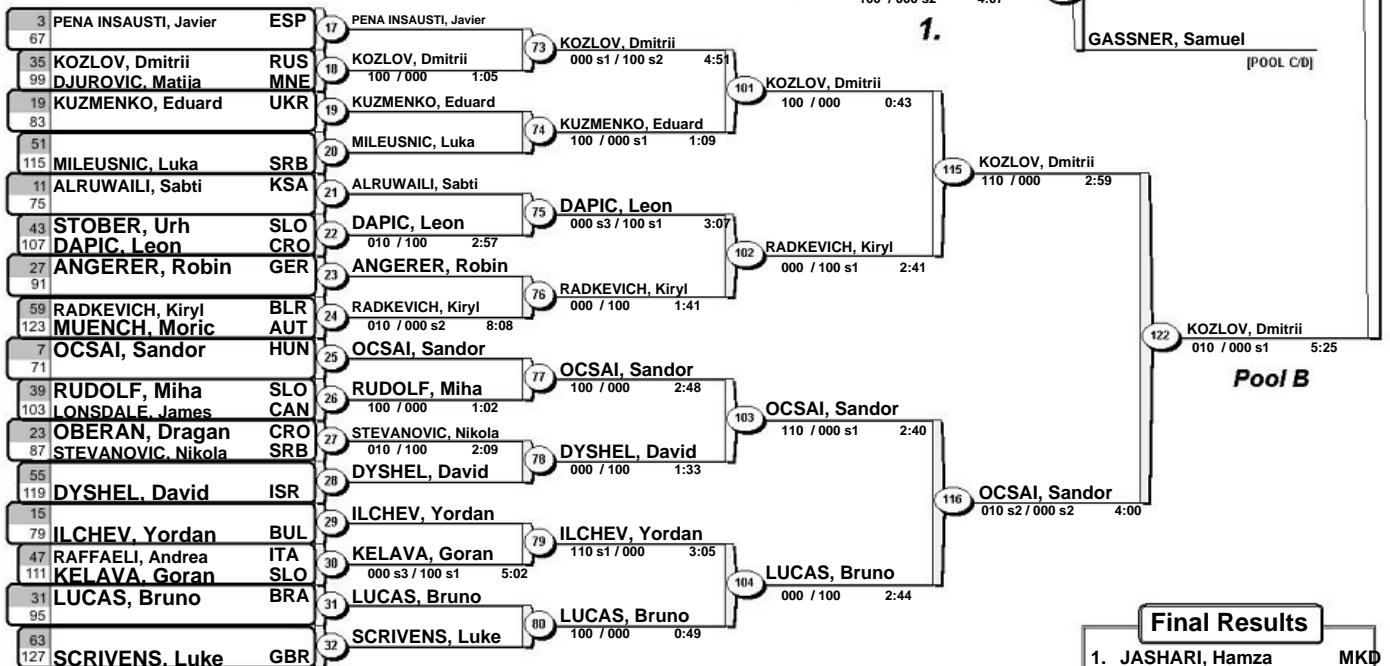 1.
GASSNER, Samuel
[POOL C/D]
3 PENA INSAUSTI, Javier ESP
67
35 KOZLOV, Dmitrii RUS
99 DJUROVIC, Matija MNE
19 KUZMENKO, Eduard UKR
83
51
115 MILEUSNIC, Luka SRB
11 ALRUWAILI, Sabti KSA
75
43 STOBER, Urh SLO
107 DAPIC, Leon CRO
27 ANGERER, Robin GER
91
59 RADKEVICH, Kiryl BLR
123 MUENCH, Moric AUT
7 OCSAI, Sandor HUN
71
39 RUDOLF, Miha SLO
103 LONSDALE, James CAN
23 OBERAN, Dragan CRO
87 STEVANOVIC, Nikola SRB
55
119 DYSHEL, David ISR
15
79 ILCHEV, Yordan BUL
47 RAFFAELI, Andrea ITA
111 KELAVA, Goran SLO
31 LUCAS, Bruno BRA
95
63
127 SCRIVENS, Luke GBR
17 PENA INSAUSTI, Javier
18 KOZLOV, Dmitrii
100 / 000 1:05
19 KUZMENKO, Eduard
20 MILEUSNIC, Luka
21 ALRUWAILI, Sabti
22 DAPIC, Leon
010 / 100 2:57
23 ANGERER, Robin
24 RADKEVICH, Kiryl
010 / 000 s2 8:08
25 OCSAI, Sandor
26 RUDOLF, Miha
100 / 000 1:02
27 STEVANOVIC, Nikola
010 / 100 2:09
28 DYSHEL, David
29 ILCHEV, Yordan
30 KELAVA, Goran
000 s3 / 100 s1 5:02
31 LUCAS, Bruno
32 SCRIVENS, Luke
73 KOZLOV, Dmitrii
000 s1 / 100 s2 4:51
74 KUZMENKO, Eduard
100 / 000 s1 1:09
75 DAPIC, Leon
000 s3 / 100 s1 3:07
76 RADKEVICH, Kiryl
000 / 100 1:41
77 OCSAI, Sandor
100 / 000 2:48
78 DYSHEL, David
000 / 100 1:33
79 ILCHEV, Yordan
110 s1 / 000 3:05
80 LUCAS, Bruno
100 / 000 0:49
101 KOZLOV, Dmitrii
100 / 000 0:43
102 RADKEVICH, Kiryl
000 / 100 s1 2:41
103 OCSAI, Sandor
110 / 000 s1 2:40
104 LUCAS, Bruno
000 / 100 2:44
115 KOZLOV, Dmitrii
110 / 000 2:59
116 OCSAI, Sandor
010 s2 / 000 s2 4:00
122 KOZLOV, Dmitrii
010 / 000 s1 5:25
Pool B
Final Results
1. JASHARI, Hamza MKD